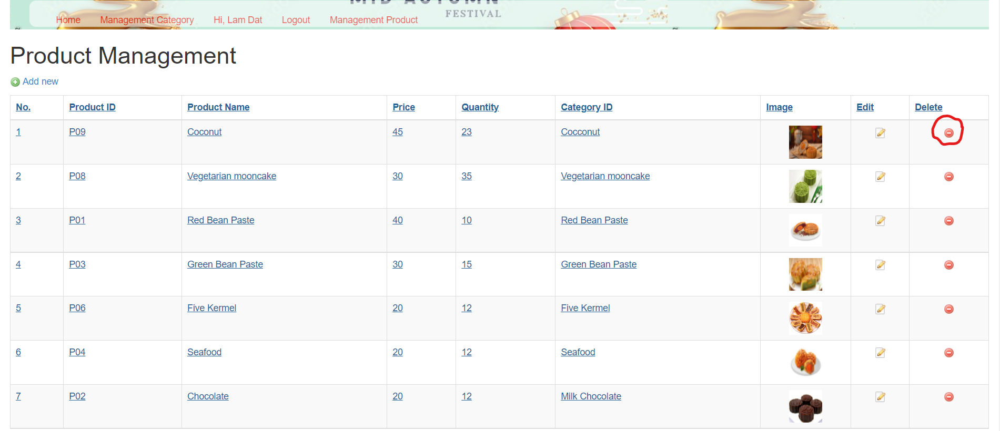 MID AUTUMN
FESTIVAL
Home Management Category Hi, Lam Dat Logout Management Product
Product Management
Add new
No. Product ID Product Name Price Quantity Category ID Image Edit Delete
1 P09 Coconut 45 23 Cocconut
2 P08 Vegetarian mooncake 30 35 Vegetarian mooncake
3 P01 Red Bean Paste 40 10 Red Bean Paste
4 P03 Green Bean Paste 30 15 Green Bean Paste
5 P06 Five Kermel 20 12 Five Kermel
6 P04 Seafood 20 12 Seafood
7 P02 Chocolate 20 12 Milk Chocolate